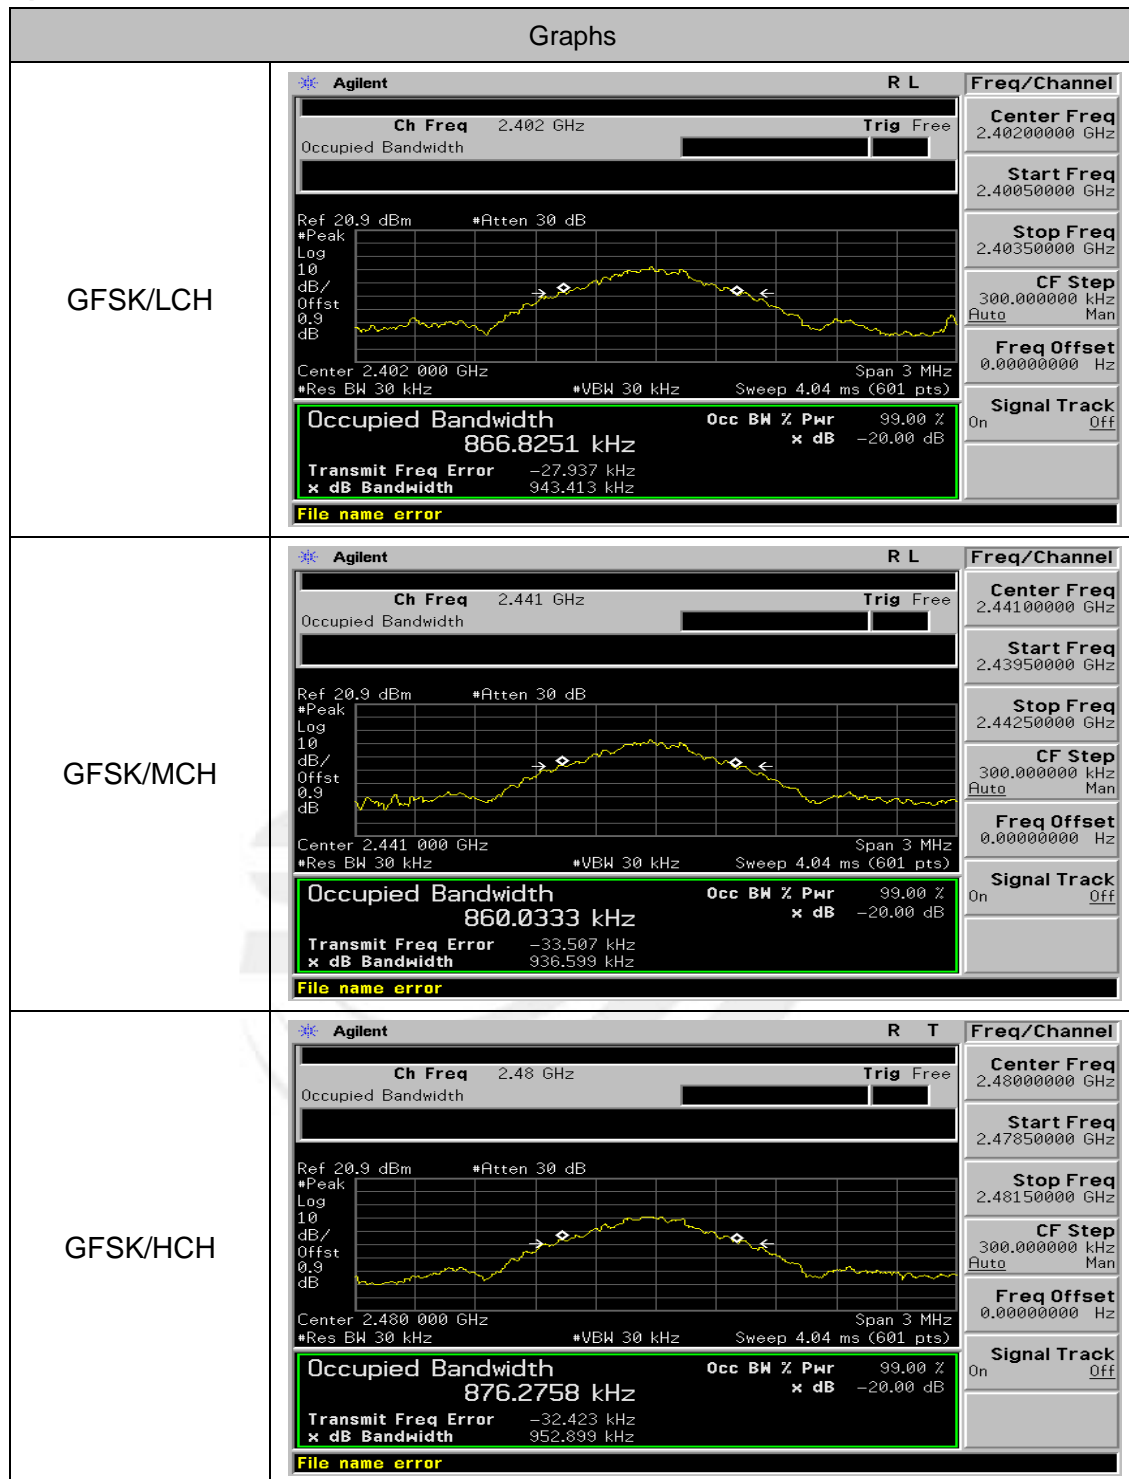 Graphs
GFSK/LCH
Agilent R L Freq/Channel
Ch Freq 2.402 GHz Trig Free
Occupied Bandwidth
Center Freq
2.40200000 GHz
Start Freq
2.40050000 GHz
Stop Freq
2.40350000 GHz
CF Step
300.000000 kHz
Auto Man
Freq Offset
0.00000000 Hz
Signal Track
On Off
Ref 20.9 dBm #Atten 30 dB
#Peak
Log
10
dB/
Offst
0.9
dB
Center 2.402 000 GHz Span 3 MHz
#Res BW 30 kHz #VBW 30 kHz Sweep 4.04 ms (601 pts)
Occupied Bandwidth Occ BW % Pwr 99.00 %
866.8251 kHz x dB -20.00 dB
Transmit Freq Error -27.937 kHz
x dB Bandwidth 943.413 kHz
File name error
GFSK/MCH
Agilent R L Freq/Channel
Ch Freq 2.441 GHz Trig Free
Occupied Bandwidth
Center Freq
2.44100000 GHz
Start Freq
2.43950000 GHz
Stop Freq
2.44250000 GHz
CF Step
300.000000 kHz
Auto Man
Freq Offset
0.00000000 Hz
Signal Track
On Off
Ref 20.9 dBm #Atten 30 dB
#Peak
Log
10
dB/
Offst
0.9
dB
Center 2.441 000 GHz Span 3 MHz
#Res BW 30 kHz #VBW 30 kHz Sweep 4.04 ms (601 pts)
Occupied Bandwidth Occ BW % Pwr 99.00 %
860.0333 kHz x dB -20.00 dB
Transmit Freq Error -33.507 kHz
x dB Bandwidth 936.599 kHz
File name error
GFSK/HCH
Agilent R T Freq/Channel
Ch Freq 2.48 GHz Trig Free
Occupied Bandwidth
Center Freq
2.48000000 GHz
Start Freq
2.47850000 GHz
Stop Freq
2.48150000 GHz
CF Step
300.000000 kHz
Auto Man
Freq Offset
0.00000000 Hz
Signal Track
On Off
Ref 20.9 dBm #Atten 30 dB
#Peak
Log
10
dB/
Offst
0.9
dB
Center 2.480 000 GHz Span 3 MHz
#Res BW 30 kHz #VBW 30 kHz Sweep 4.04 ms (601 pts)
Occupied Bandwidth Occ BW % Pwr 99.00 %
876.2758 kHz x dB -20.00 dB
Transmit Freq Error -32.423 kHz
x dB Bandwidth 952.899 kHz
File name error